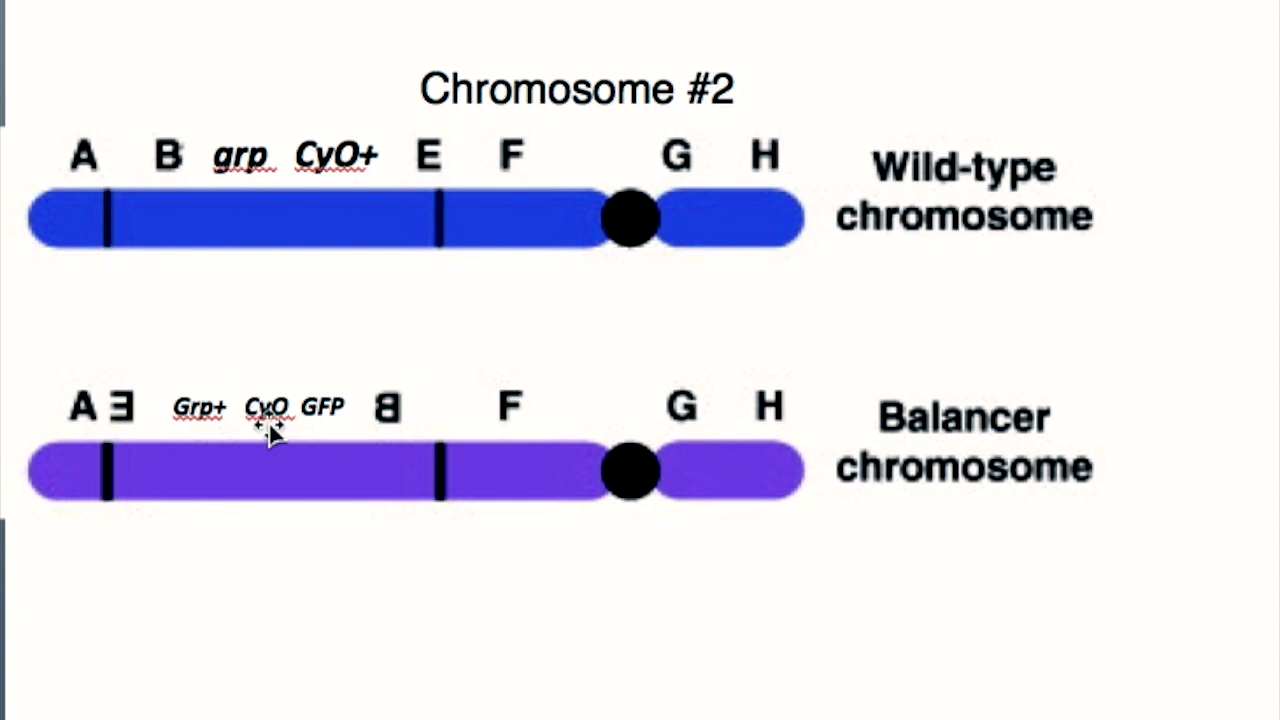 Chromosome #2
A B grp CyO+ E F G H
Wild-type
chromosome
A E Grp+ CyO GFP B F G H
Balancer
chromosome